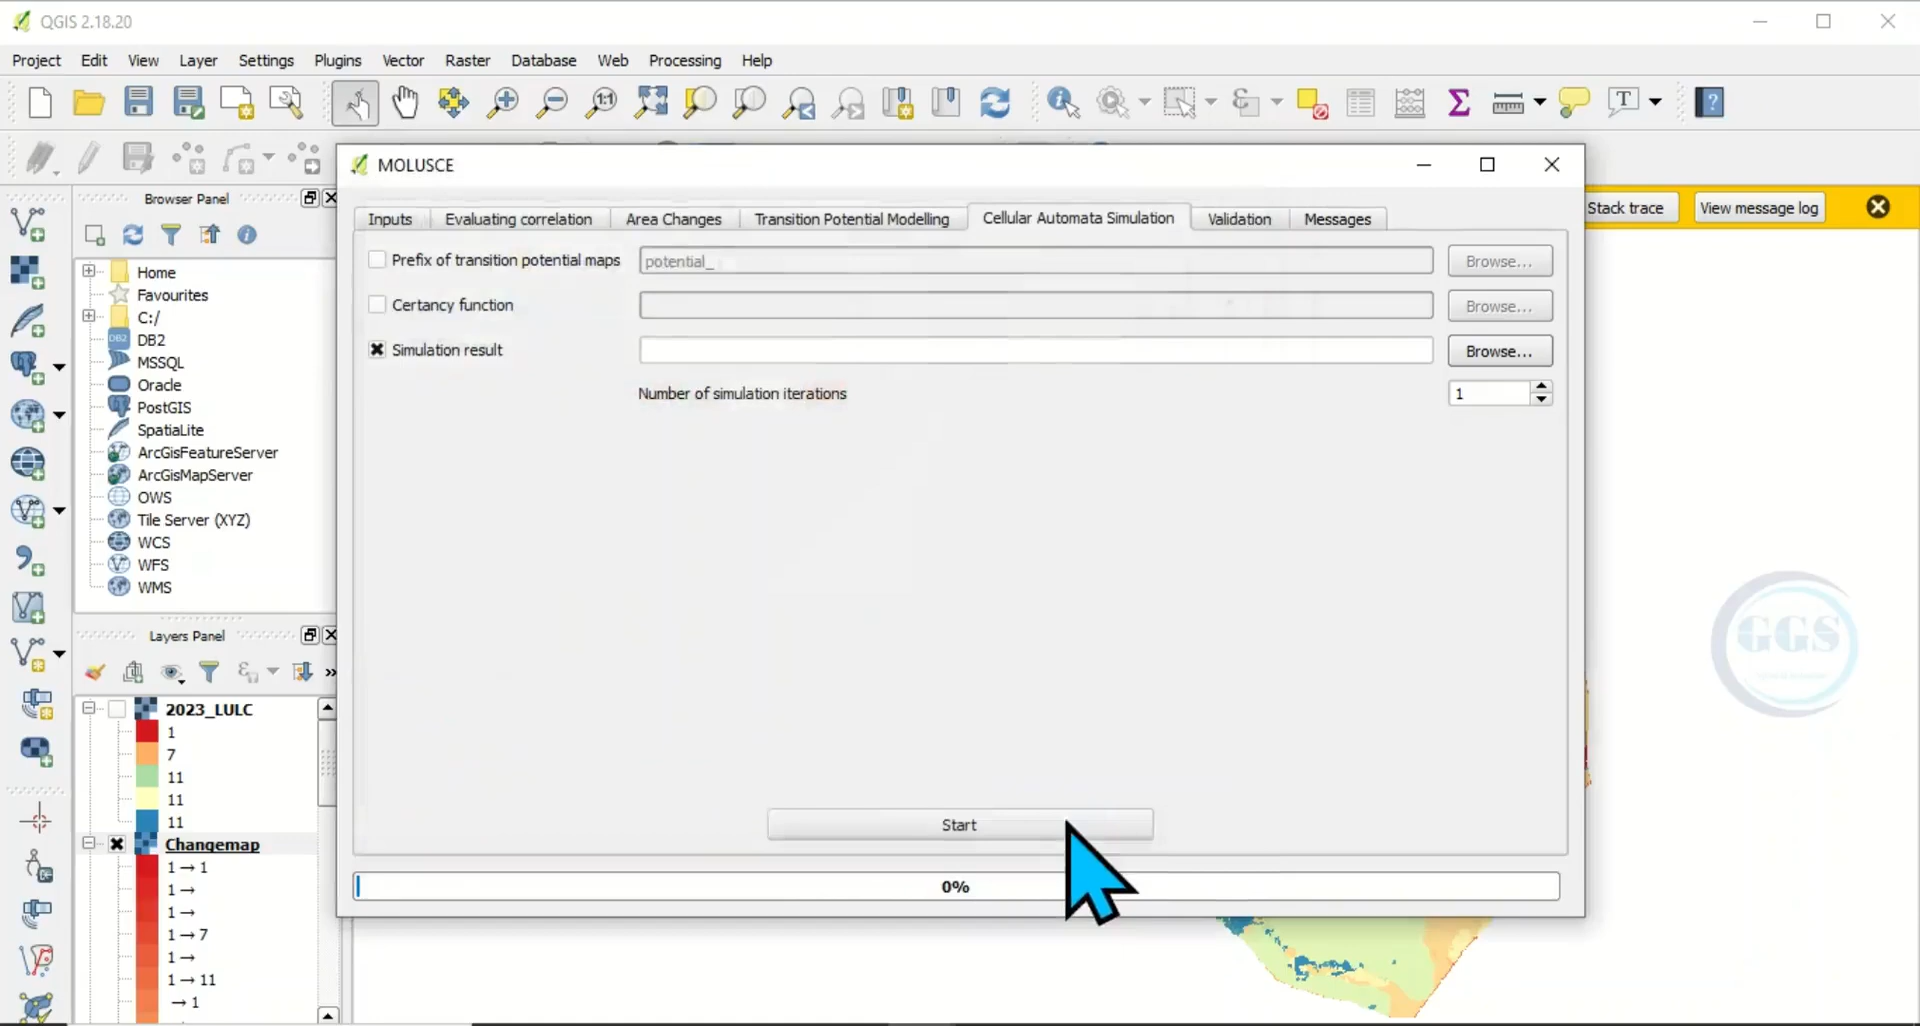 QGIS 2.18.20
Project Edit View Layer Settings Plugins Vector Raster Database Web Processing Help
1:1
Σ
T
?
MOLUSCE
Browser Panel
Stack trace
View message log
Inputs
Evaluating correlation
Area Changes
Transition Potential Modelling
Cellular Automata Simulation
Validation
Messages
Prefix of transition potential maps
potential_
Browse...
Certancy function
Browse...
Simulation result
Browse...
Number of simulation iterations
1
Home
Favourites
C:/
DB2
DB2
MSSQL
Oracle
PostGIS
SpatiaLite
ArcGisFeatureServer
ArcGisMapServer
OWS
Tile Server (XYZ)
WCS
WFS
WMS
GGS
Layers Panel
2023_LULC
1
7
11
11
11
Changemap
1 → 1
1 →
1 →
1 → 7
1 →
1 → 11
→ 1
Start
0%